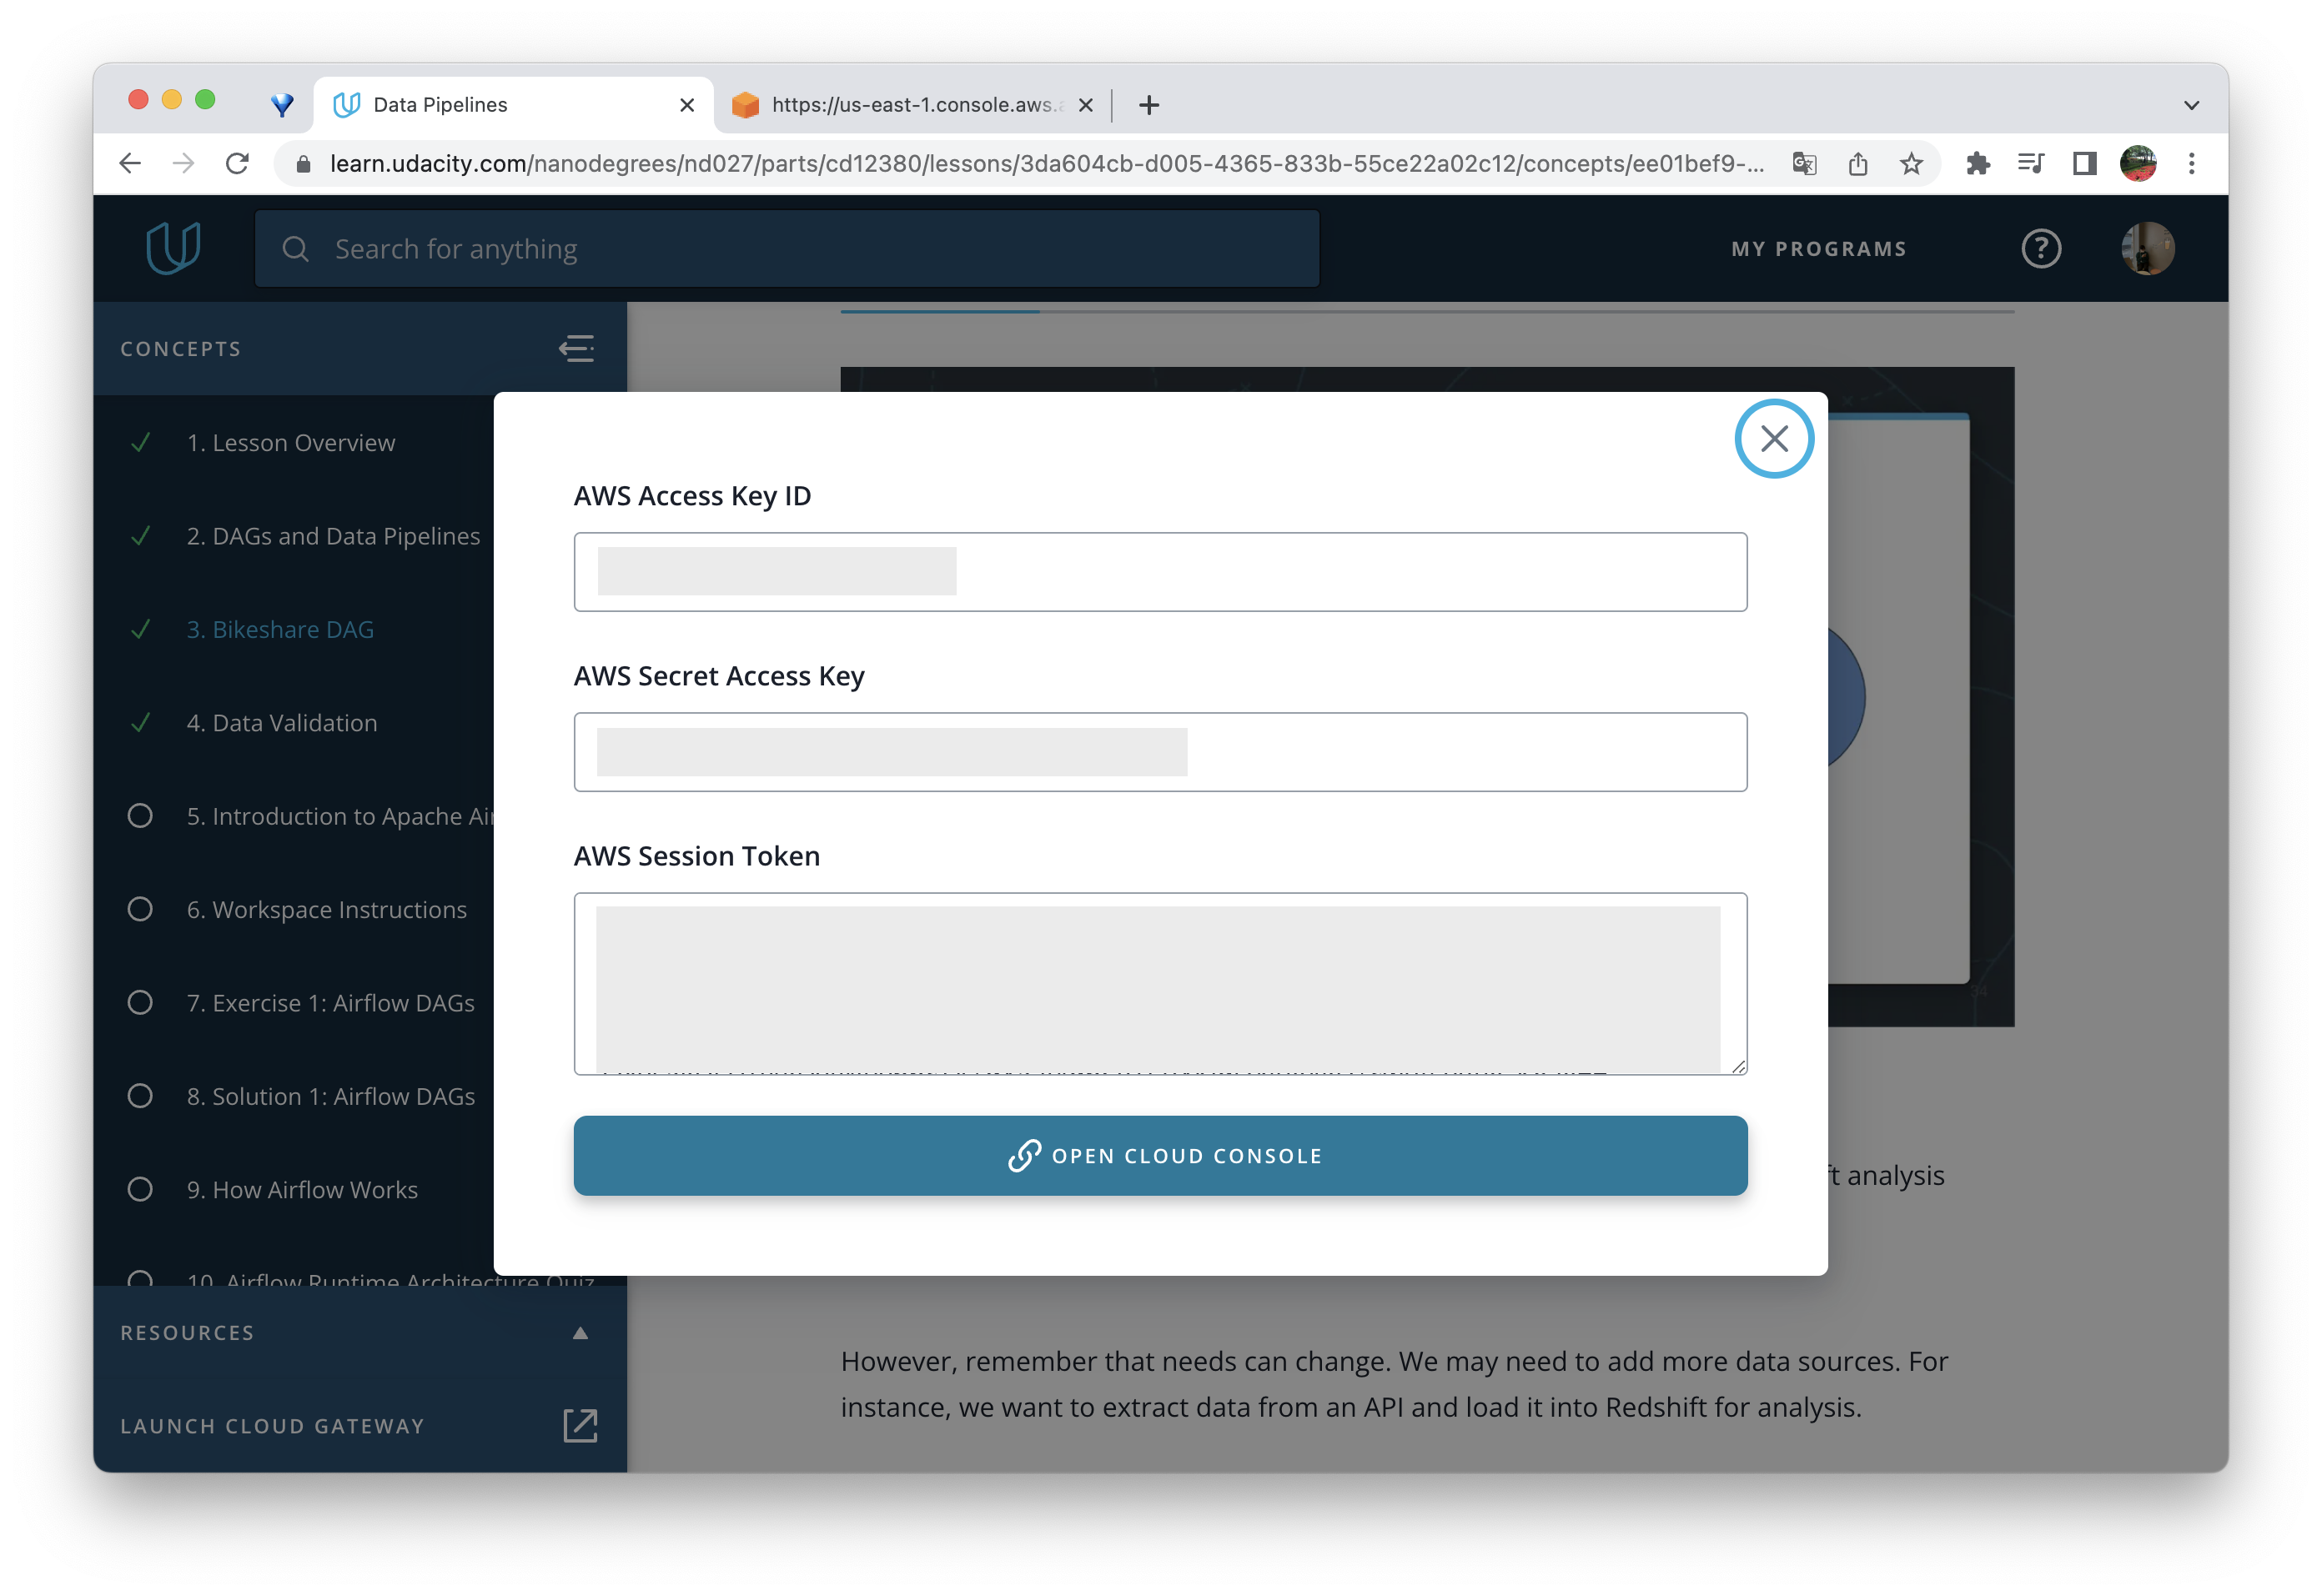 Data Pipelines
https://us-east-1.console.aws.
learn.udacity.com/nanodegrees/nd027/parts/cd12380/lessons/3da604cb-d005-4365-833b-55ce22a02c12/concepts/ee01bef9-...
Search for anything
MY PROGRAMS
?
CONCEPTS
1. Lesson Overview
2. DAGs and Data Pipelines
3. Bikeshare DAG
4. Data Validation
5. Introduction to Apache Air
6. Workspace Instructions
7. Exercise 1: Airflow DAGs
8. Solution 1: Airflow DAGs
9. How Airflow Works
10. Airflow Runtime Architecture Quiz
RESOURCES
LAUNCH CLOUD GATEWAY
AWS Access Key ID
AWS Secret Access Key
AWS Session Token
OPEN CLOUD CONSOLE
ft analysis
However, remember that needs can change. We may need to add more data sources. For
instance, we want to extract data from an API and load it into Redshift for analysis.